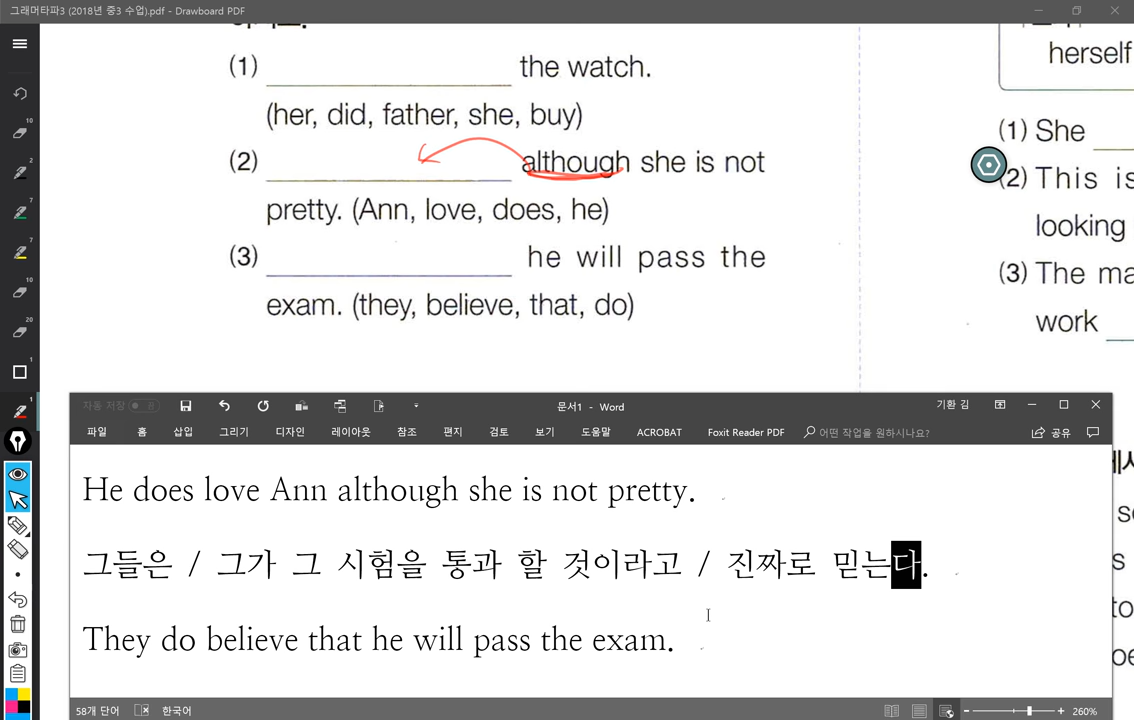 그래머타파3 (2018년 중3 수업).pdf - Drawboard PDF
(1) the watch.
(her, did, father, she, buy)
(2) although she is not
pretty. (Ann, love, does, he)
(3) he will pass the
exam. (they, believe, that, do)
herself
(1) She
(2) This is
looking
(3) The ma
work
10
2
7
7
10
20
1
1
자동 저장
문서1 - Word
기환 김
파일 홈 삽입 그리기 디자인 레이아웃 참조 편지 검토 보기 도움말 ACROBAT Foxit Reader PDF 어떤 작업을 원하시나요? 공유
He does love Ann although she is not pretty.
그들은 / 그가 그 시험을 통과 할 것이라고 / 진짜로 믿는다.
They do believe that he will pass the exam.
58개 단어 한국어 260%